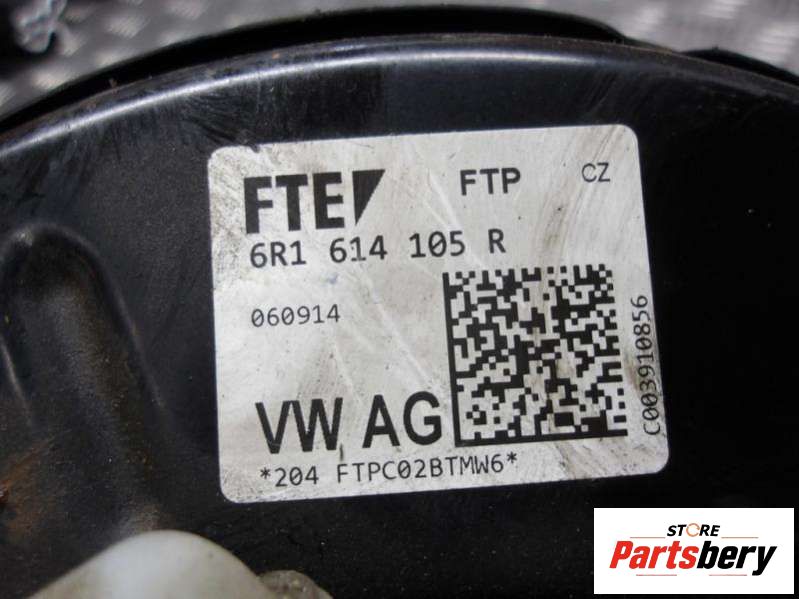 FTE FTP CZ
6R1 614 105 R
060914
C003910856
VW AG
*204 FTPC02BTMW6*
STORE
Partsbery